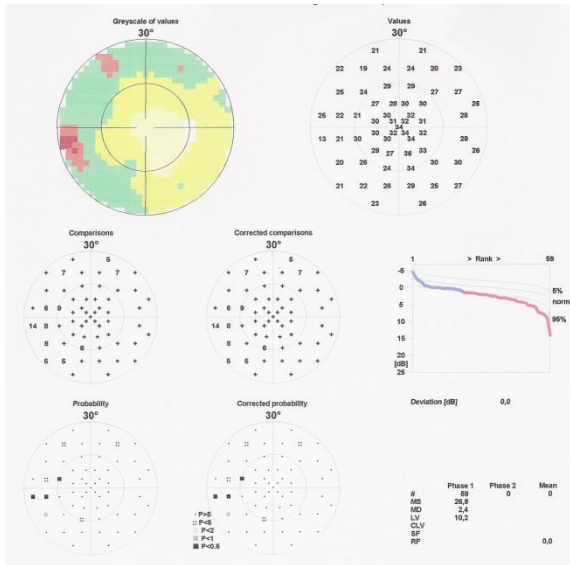 Greyscale of values
30°
Values
30°
21 21
22 19 24 24 20 23
29 29
25 24 27 27
27 28 30 30 26
25 22 21 30 31 32 31 28
34
13 21 30 30 32 34 32 29
28 27 36 33 26
20 26 24 34 30 30
21 22 26 29 25 27
23 26
Comparisons
30°
5
7 7
6 9
14 8
8 6
5 5
Corrected comparisons
30°
5
7 7
6 9
14 8
8 6
5 5
1 > Rank > 59
-5
0
5
10
15
20
[dB]
25
5%
norm
95%
Probability
30°
Corrected probability
30°
P>5
P<5
P<2
P<1
P<0.5
Deviation [dB] 0,0
Phase 1 Phase 2 Mean
# 59 0 0
MS 26,9
MD 2,4
LV 10,2
CLV
SF
RF 0,0